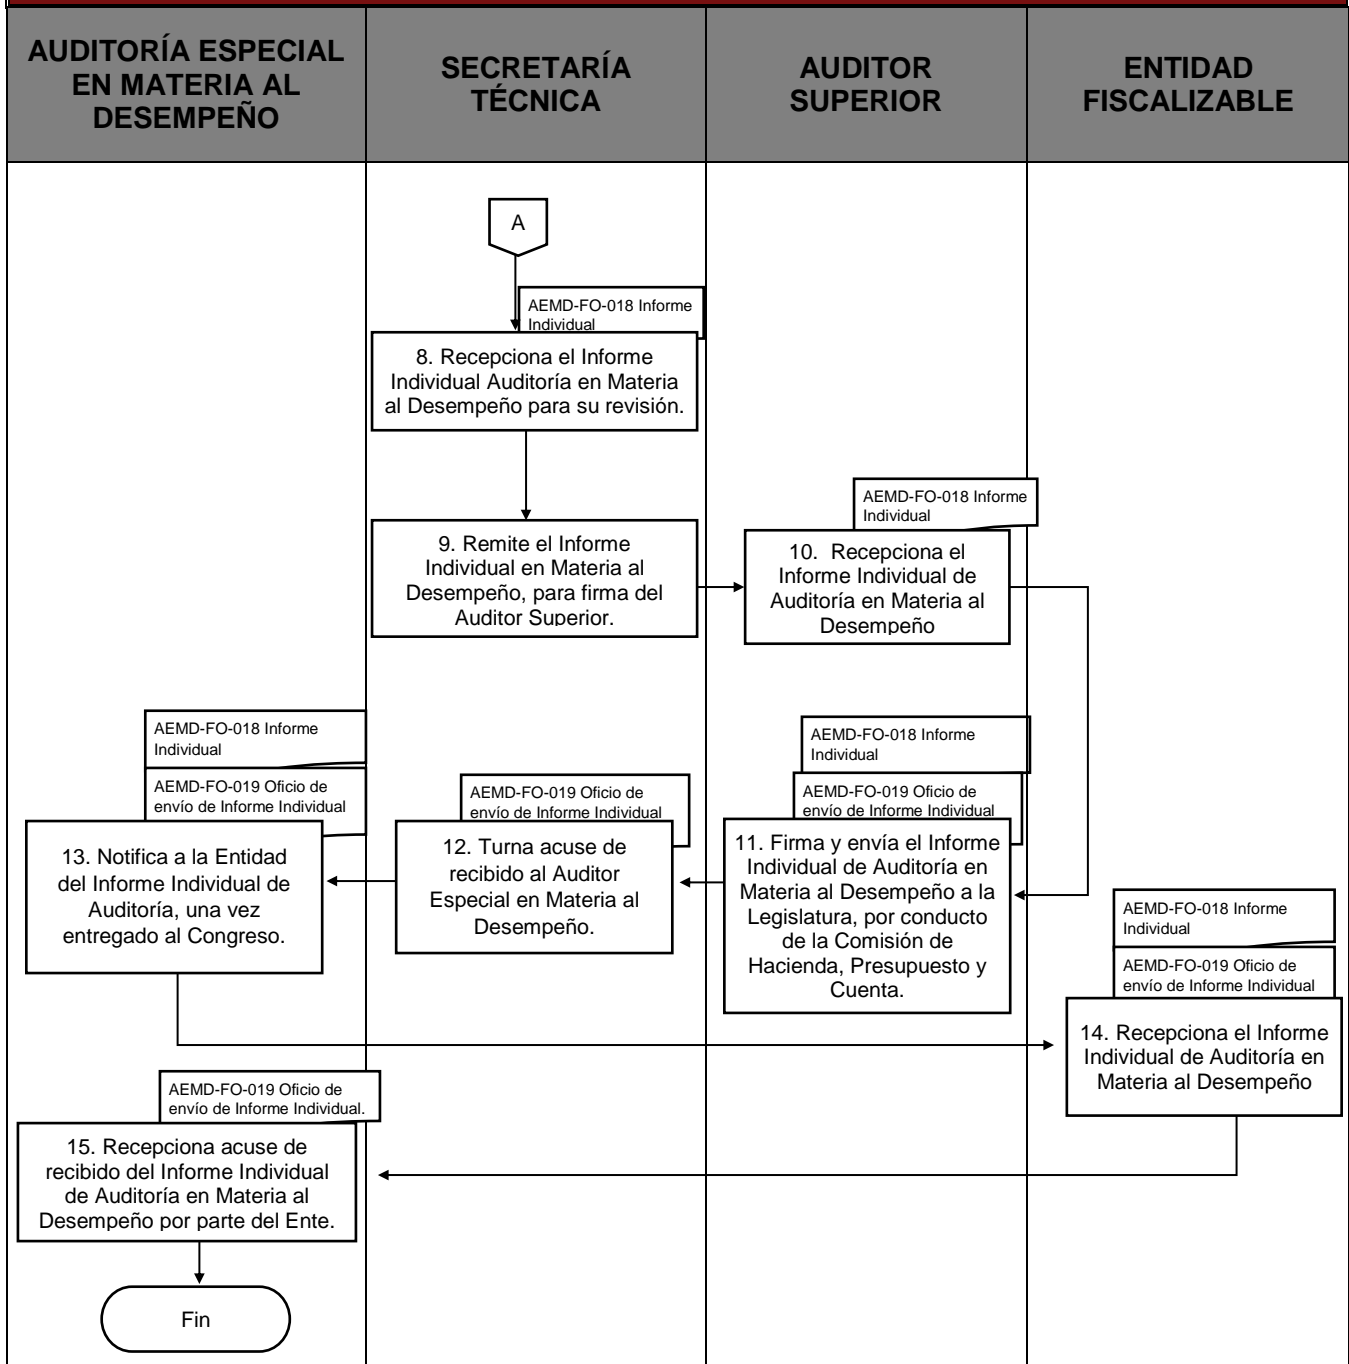 AUDITORÍA ESPECIAL
EN MATERIA AL
DESEMPEÑO
SECRETARÍA
TÉCNICA
AUDITOR
SUPERIOR
ENTIDAD
FISCALIZABLE
A
AEMD-FO-018 Informe
Individual
8. Recepciona el Informe
Individual Auditoría en Materia
al Desempeño para su revisión.
9. Remite el Informe
Individual en Materia al
Desempeño, para firma del
Auditor Superior.
AEMD-FO-018 Informe
Individual
10. Recepciona el
Informe Individual de
Auditoría en Materia al
Desempeño
AEMD-FO-018 Informe
Individual
AEMD-FO-019 Oficio de
envío de Informe Individual
11. Firma y envía el Informe
Individual de Auditoría en
Materia al Desempeño a la
Legislatura, por conducto
de la Comisión de
Hacienda, Presupuesto y
Cuenta.
AEMD-FO-019 Oficio de
envío de Informe Individual
12. Turna acuse de
recibido al Auditor
Especial en Materia al
Desempeño.
AEMD-FO-018 Informe
Individual
AEMD-FO-019 Oficio de
envío de Informe Individual
13. Notifica a la Entidad
del Informe Individual de
Auditoría, una vez
entregado al Congreso.
AEMD-FO-018 Informe
Individual
AEMD-FO-019 Oficio de
envío de Informe Individual
14. Recepciona el Informe
Individual de Auditoría en
Materia al Desempeño
AEMD-FO-019 Oficio de
envío de Informe Individual.
15. Recepciona acuse de
recibido del Informe Individual
de Auditoría en Materia al
Desempeño por parte del Ente.
Fin